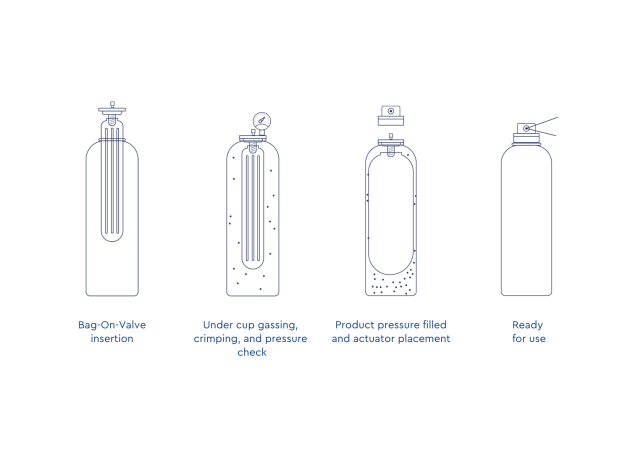 Bag-On-Valve
insertion
Under cup gassing,
crimping, and pressure
check
Product pressure filled
and actuator placement
Ready
for use